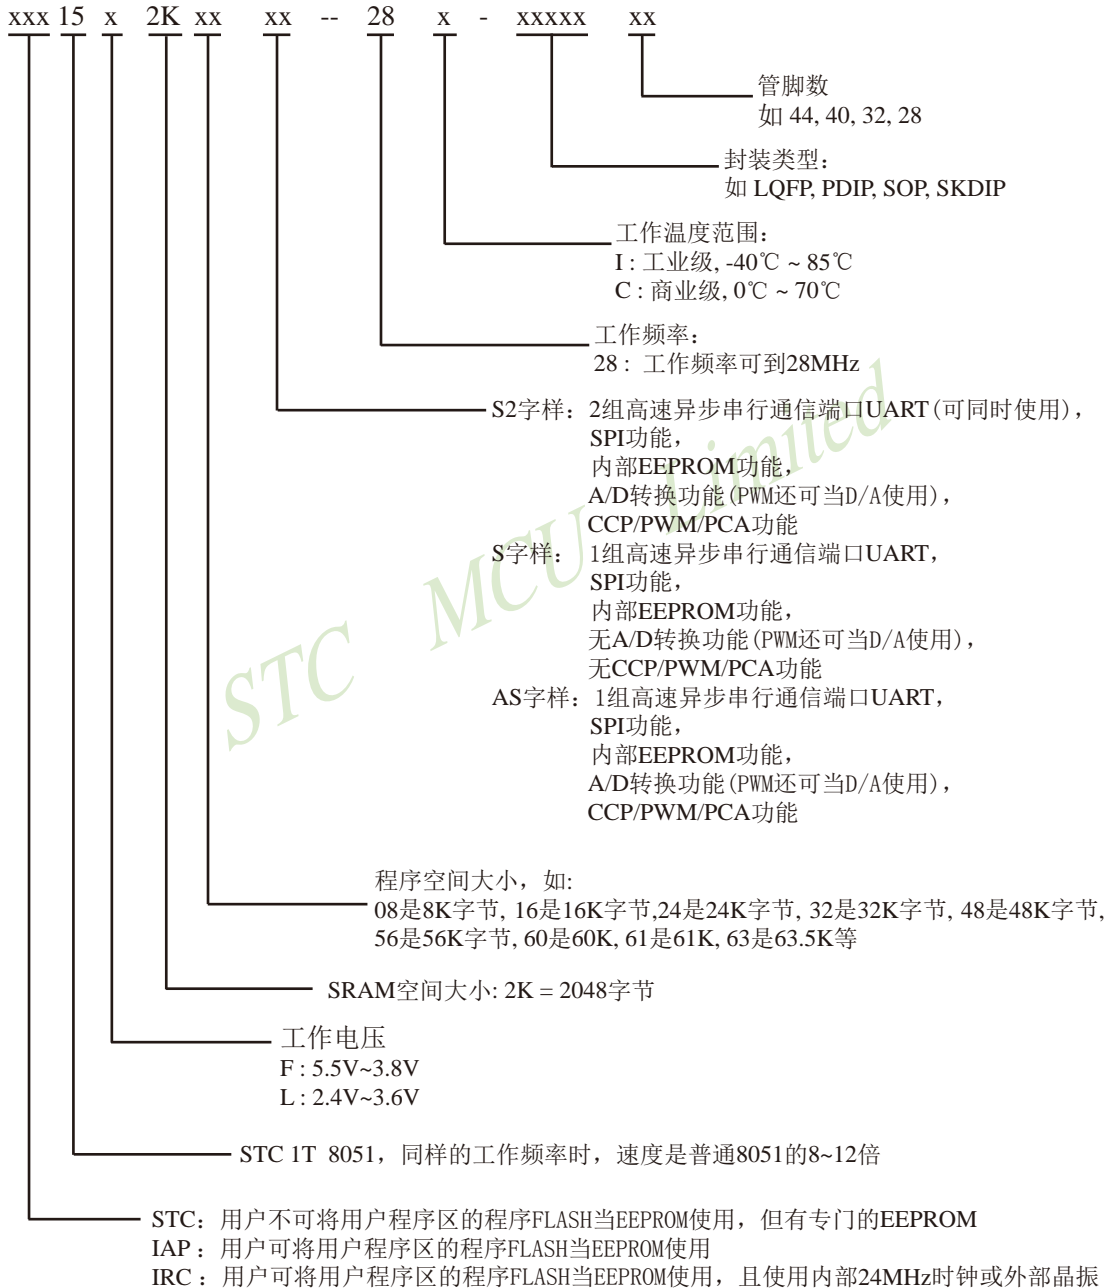 xxx 15 x 2K xx xx -- 28 x - xxxxx xx
管脚数
如 44, 40, 32, 28
封装类型：
如 LQFP, PDIP, SOP, SKDIP
工作温度范围：
I : 工业级, -40℃ ~ 85℃
C : 商业级, 0℃ ~ 70℃
工作频率：
28 : 工作频率可到28MHz
S2字样： 2组高速异步串行通信端口UART(可同时使用)，
SPI功能，
内部EEPROM功能，
A/D转换功能(PWM还可当D/A使用)，
CCP/PWM/PCA功能
S字样： 1组高速异步串行通信端口UART，
SPI功能，
内部EEPROM功能，
无A/D转换功能(PWM还可当D/A使用)，
无CCP/PWM/PCA功能
AS字样：1组高速异步串行通信端口UART，
SPI功能，
内部EEPROM功能，
A/D转换功能(PWM还可当D/A使用)，
CCP/PWM/PCA功能
STC MCU Limited
程序空间大小，如:
08是8K字节, 16是16K字节,24是24K字节, 32是32K字节, 48是48K字节,
56是56K字节, 60是60K, 61是61K, 63是63.5K等
SRAM空间大小: 2K = 2048字节
工作电压
F : 5.5V~3.8V
L : 2.4V~3.6V
STC 1T 8051，同样的工作频率时，速度是普通8051的8~12倍
STC：用户不可将用户程序区的程序FLASH当EEPROM使用，但有专门的EEPROM
IAP：用户可将用户程序区的程序FLASH当EEPROM使用
IRC：用户可将用户程序区的程序FLASH当EEPROM使用，且使用内部24MHz时钟或外部晶振